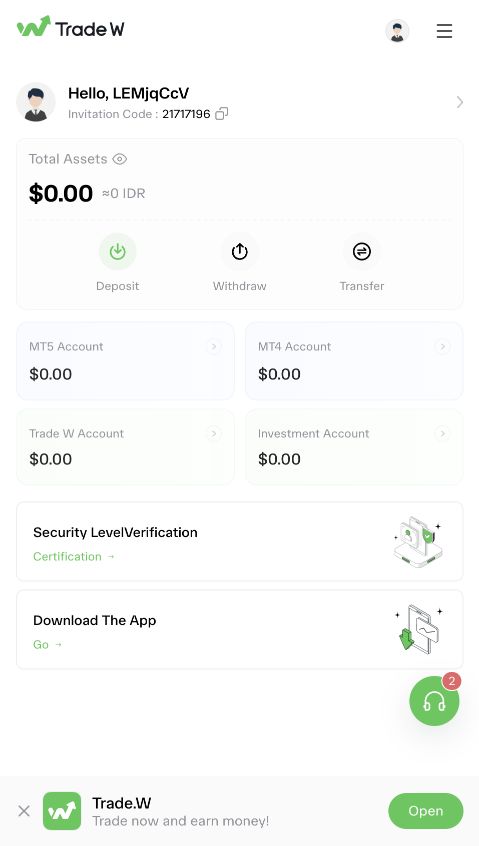 Trade W
Hello, LEMjqCcV
Invitation Code : 21717196
Total Assets
$0.00 ≈0 IDR
Deposit Withdraw Transfer
MT5 Account
$0.00
MT4 Account
$0.00
Trade W Account
$0.00
Investment Account
$0.00
Security LevelVerification
Certification →
Download The App
Go →
2
Trade.W
Trade now and earn money!
Open